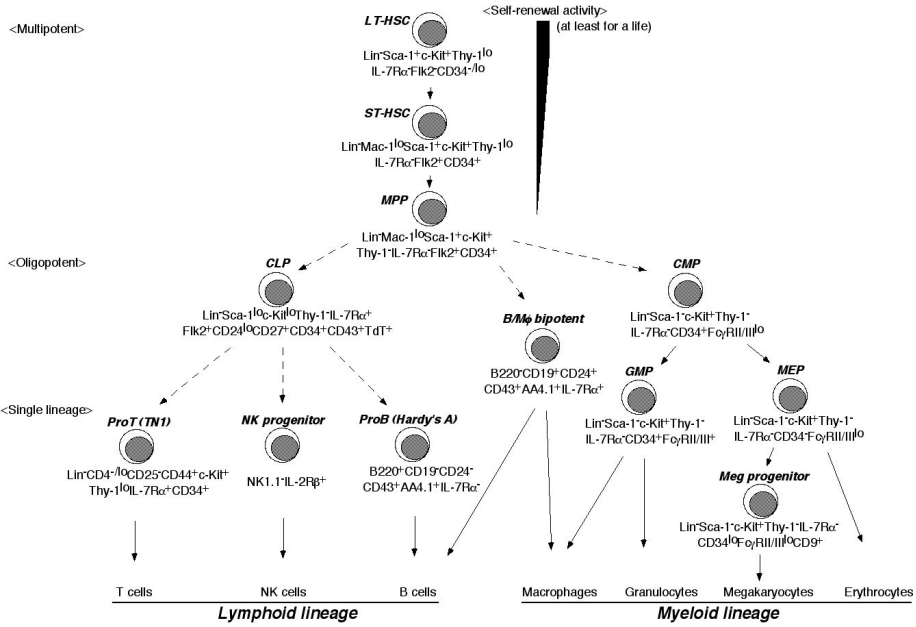 <Multipotent>
LT-HSC
<Self-renewal activity>
(at least for a life)
Lin⁻Sca-1⁺c-Kit⁺Thy-1ˡᵒ
IL-7Rα⁻Flk2⁻CD34⁻/ˡᵒ
ST-HSC
Lin⁻Mac-1ˡᵒSca-1⁺c-Kit⁺Thy-1ˡᵒ
IL-7Rα⁻Flk2⁺CD34⁺
MPP
Lin⁻Mac-1ˡᵒSca-1⁺c-Kit⁺
Thy-1⁻IL-7Rα⁻Flk2⁺CD34⁺
<Oligopotent>
CLP
Lin⁻Sca-1ˡᵒc-KitˡᵒThy-1⁻IL-7Rα⁺
Flk2⁺CD24ˡᵒCD27⁺CD34⁺CD43⁺TdT⁺
B/Mϕ bipotent
B220⁻CD19⁺CD24⁺
CD43⁺AA4.1⁺IL-7Rα⁺
CMP
Lin⁻Sca-1⁻c-Kit⁺Thy-1⁻
IL-7Rα⁻CD34⁺FcγRII/IIIˡᵒ
GMP
Lin⁻Sca-1⁻c-Kit⁺Thy-1⁻
IL-7Rα⁻CD34⁺FcγRII/III⁺
MEP
Lin⁻Sca-1⁻c-Kit⁺Thy-1⁻
IL-7Rα⁻CD34⁻FcγRII/IIIˡᵒ
<Single lineage>
ProT (TN1)
Lin⁻CD4⁻/ˡᵒCD25⁻CD44⁺c-Kit⁺
Thy-1ˡᵒIL-7Rα⁺CD34⁺
NK progenitor
NK1.1⁻IL-2Rβ⁺
ProB (Hardy's A)
B220⁺CD19⁻CD24⁻
CD43⁺AA4.1⁺IL-7Rα⁻
Meg progenitor
Lin⁻Sca-1⁻c-Kit⁺Thy-1⁻IL-7Rα⁻
CD34ˡᵒFcγRII/IIIˡᵒCD9⁺
T cells
NK cells
B cells
Macrophages
Granulocytes
Megakaryocytes
Erythrocytes
Lymphoid lineage
Myeloid lineage